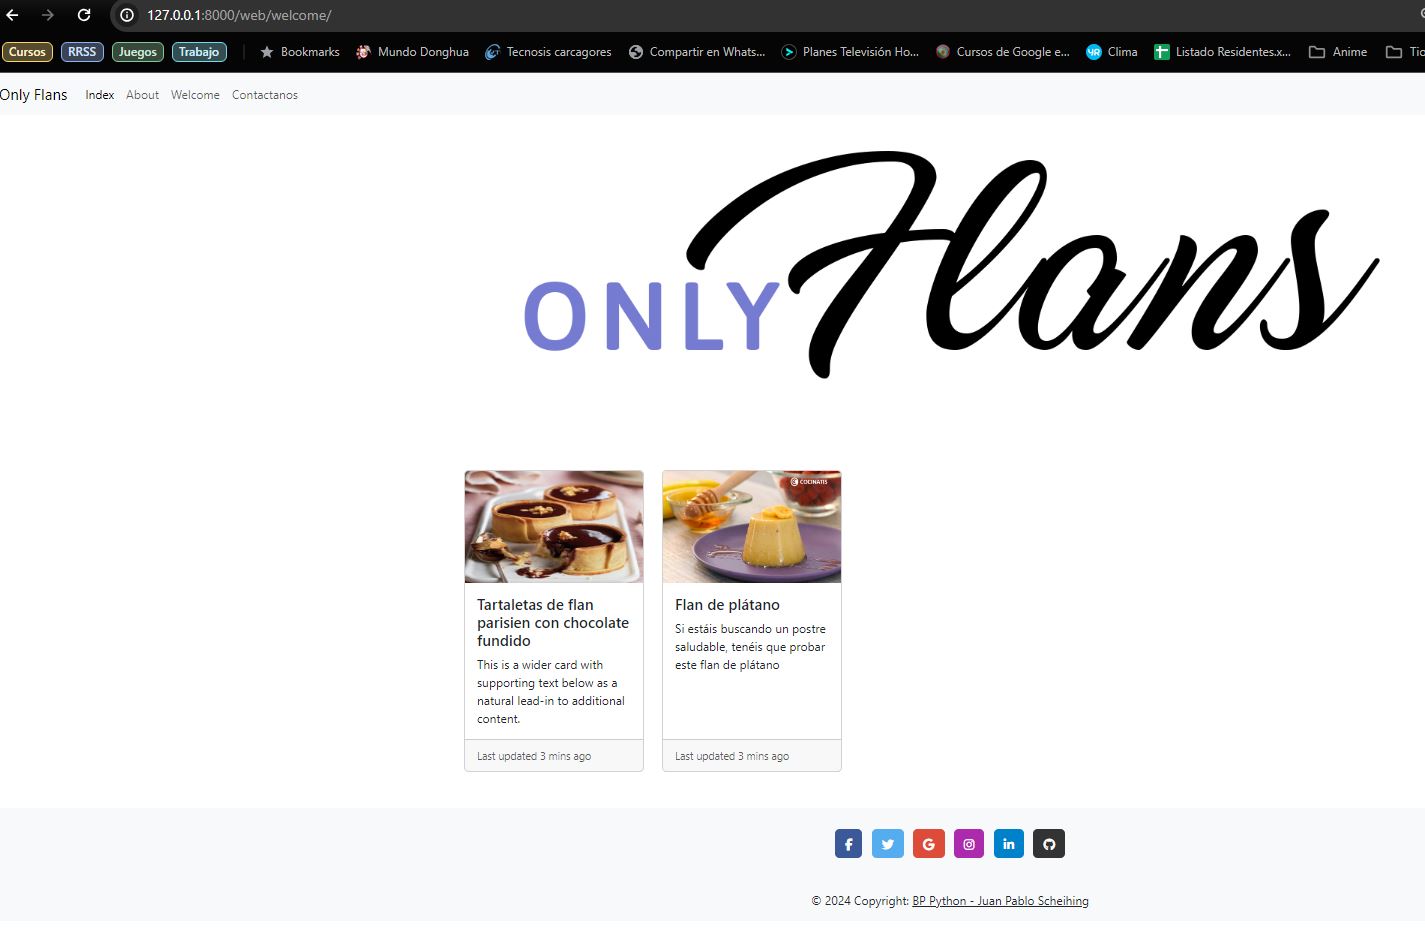 127.0.0.1:8000/web/welcome/
Cursos RRSS Juegos Trabajo Bookmarks Mundo Donghua Tecnosis carcagores Compartir en Whats... Planes Televisión Ho... Cursos de Google e... Clima Listado Residentes.x... Anime Tic
Only Flans Index About Welcome Contactanos
ONLY Flans
COCINATIS
Tartaletas de flan
parisien con chocolate
fundido
This is a wider card with
supporting text below as a
natural lead-in to additional
content.
Last updated 3 mins ago
Flan de plátano
Si estáis buscando un postre
saludable, tenéis que probar
este flan de plátano
Last updated 3 mins ago
© 2024 Copyright: BP Python - Juan Pablo Scheihing